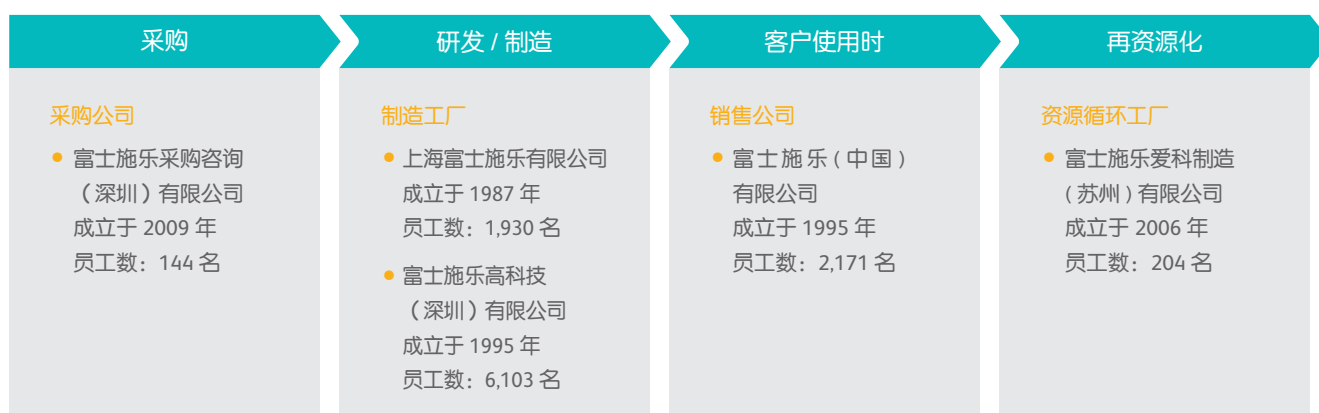 采购
采购公司
• 富士施乐采购咨询
（深圳）有限公司
成立于 2009 年
员工数：144 名
研发 / 制造
制造工厂
• 上海富士施乐有限公司
成立于 1987 年
员工数：1,930 名
• 富士施乐高科技
（深圳）有限公司
成立于 1995 年
员工数：6,103 名
客户使用时
销售公司
• 富士施乐（中国）
有限公司
成立于 1995 年
员工数：2,171 名
再资源化
资源循环工厂
• 富士施乐爱科制造
（苏州）有限公司
成立于 2006 年
员工数：204 名